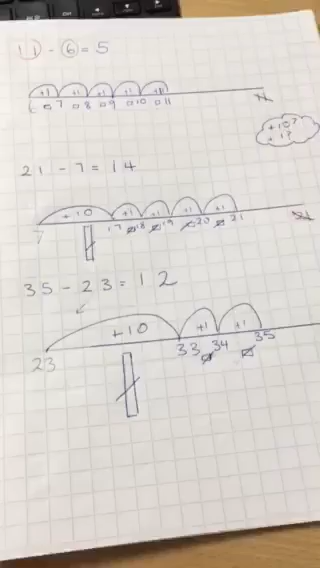 11 - 6 = 5
+1 +1 +1 +1 +1
6 7 8 9 10 11
+10?
+1?
21 - 7 = 14
+10 +1 +1 +1 +1
7 17 18 19 20 21
35 - 23 = 12
+10 +1 +1
23 33 34 35